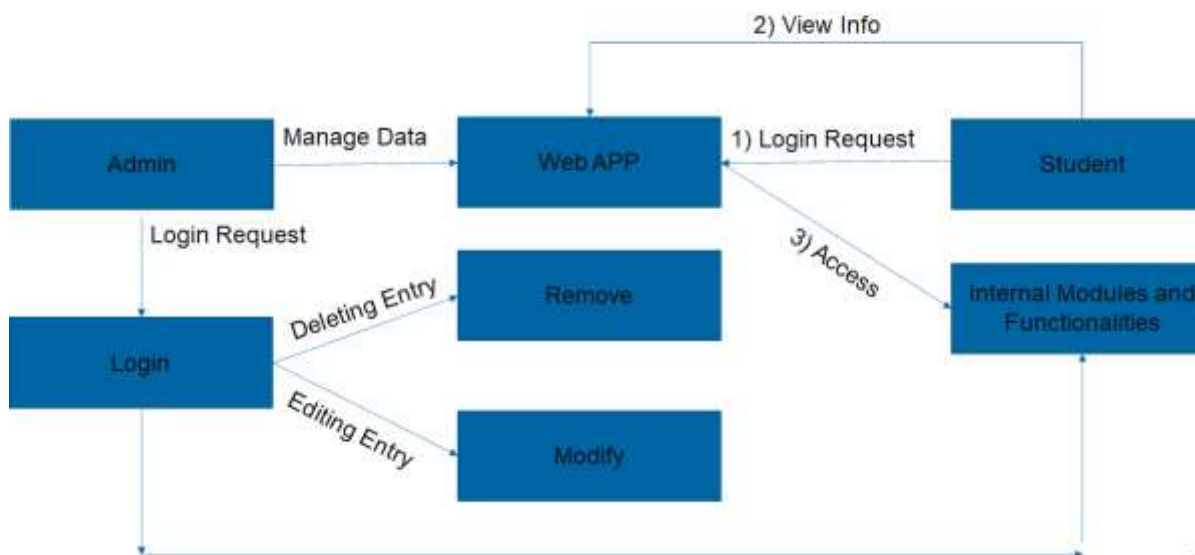 2) View Info
Manage Data
1) Login Request
Admin
Web APP
Student
Login Request
3) Access
Deleting Entry
Remove
Internal Modules and
Functionalities
Login
Editing Entry
Modify